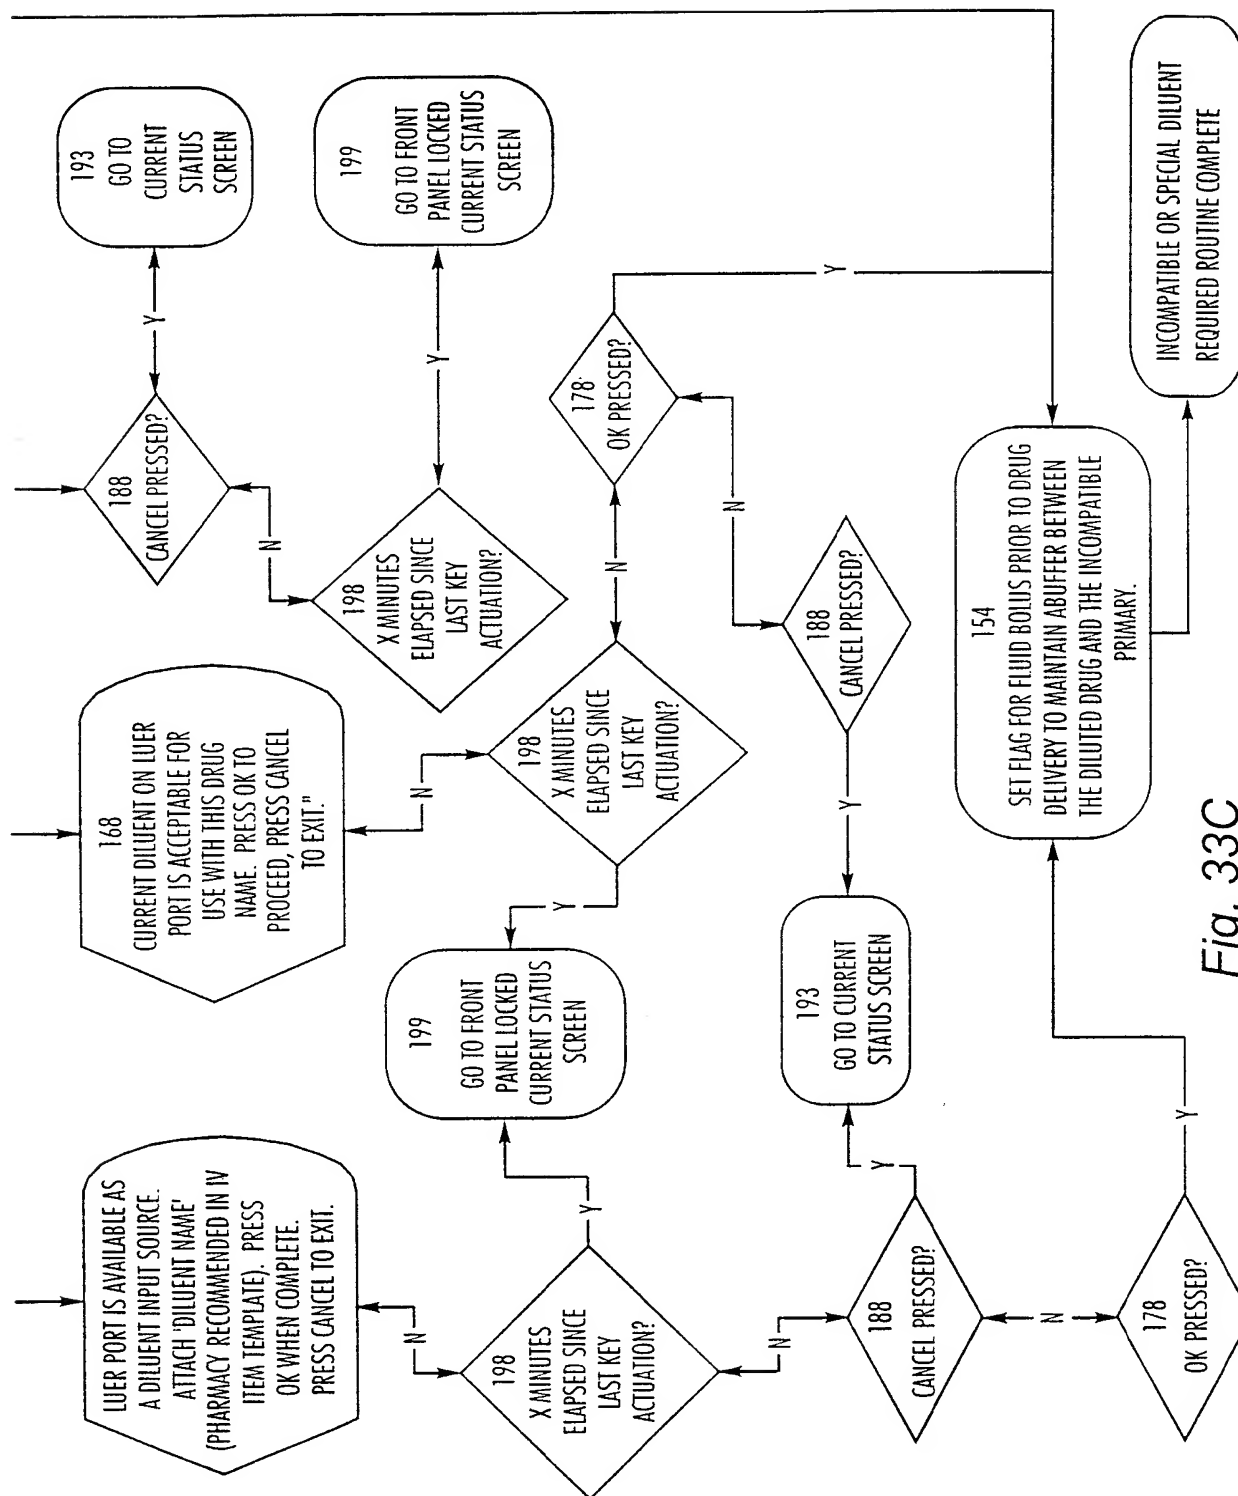 LUER PORT IS AVAILABLE AS
A DILUENT INPUT SOURCE.
ATTACH 'DILUENT NAME'
(PHARMACY RECOMMENDED IN IV
ITEM TEMPLATE). PRESS
OK WHEN COMPLETE.
PRESS CANCEL TO EXIT.
168
CURRENT DILUENT ON LUER
PORT IS ACCEPTABLE FOR
USE WITH THIS DRUG
NAME. PRESS OK TO
PROCEED, PRESS CANCEL
TO EXIT."
188
CANCEL PRESSED?
Y
193
GO TO
CURRENT
STATUS
SCREEN
N
N
N
198
X MINUTES
ELAPSED SINCE
LAST KEY
ACTUATION?
Y
199
GO TO FRONT
PANEL LOCKED
CURRENT STATUS
SCREEN
198
X MINUTES
ELAPSED SINCE
LAST KEY
ACTUATION?
Y
199
GO TO FRONT
PANEL LOCKED
CURRENT STATUS
SCREEN
Y
198
X MINUTES
ELAPSED SINCE
LAST KEY
ACTUATION?
N
178
OK PRESSED?
Y
N
N
188
CANCEL PRESSED?
Y
193
GO TO CURRENT
STATUS SCREEN
Y
188
CANCEL PRESSED?
N
178
OK PRESSED?
Y
154
SET FLAG FOR FLUID BOLUS PRIOR TO DRUG
DELIVERY TO MAINTAIN ABUFFER BETWEEN
THE DILUTED DRUG AND THE INCOMPATIBLE
PRIMARY.
INCOMPATIBLE OR SPECIAL DILUENT
REQUIRED ROUTINE COMPLETE
Fig. 33C